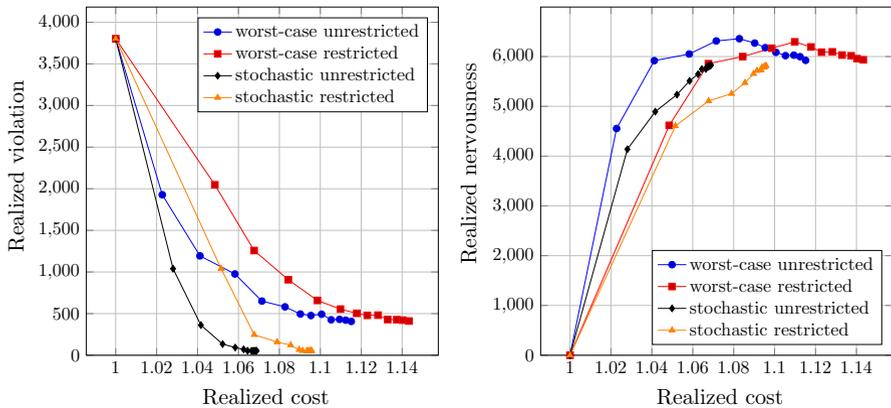 4,000
3,500
3,000
2,500
2,000
1,500
1,000
500
0
Realized violation
1 1.02 1.04 1.06 1.08 1.1 1.12 1.14
Realized cost
worst-case unrestricted
worst-case restricted
stochastic unrestricted
stochastic restricted
6,000
5,000
4,000
3,000
2,000
1,000
0
Realized nervousness
1 1.02 1.04 1.06 1.08 1.1 1.12 1.14
Realized cost
worst-case unrestricted
worst-case restricted
stochastic unrestricted
stochastic restricted